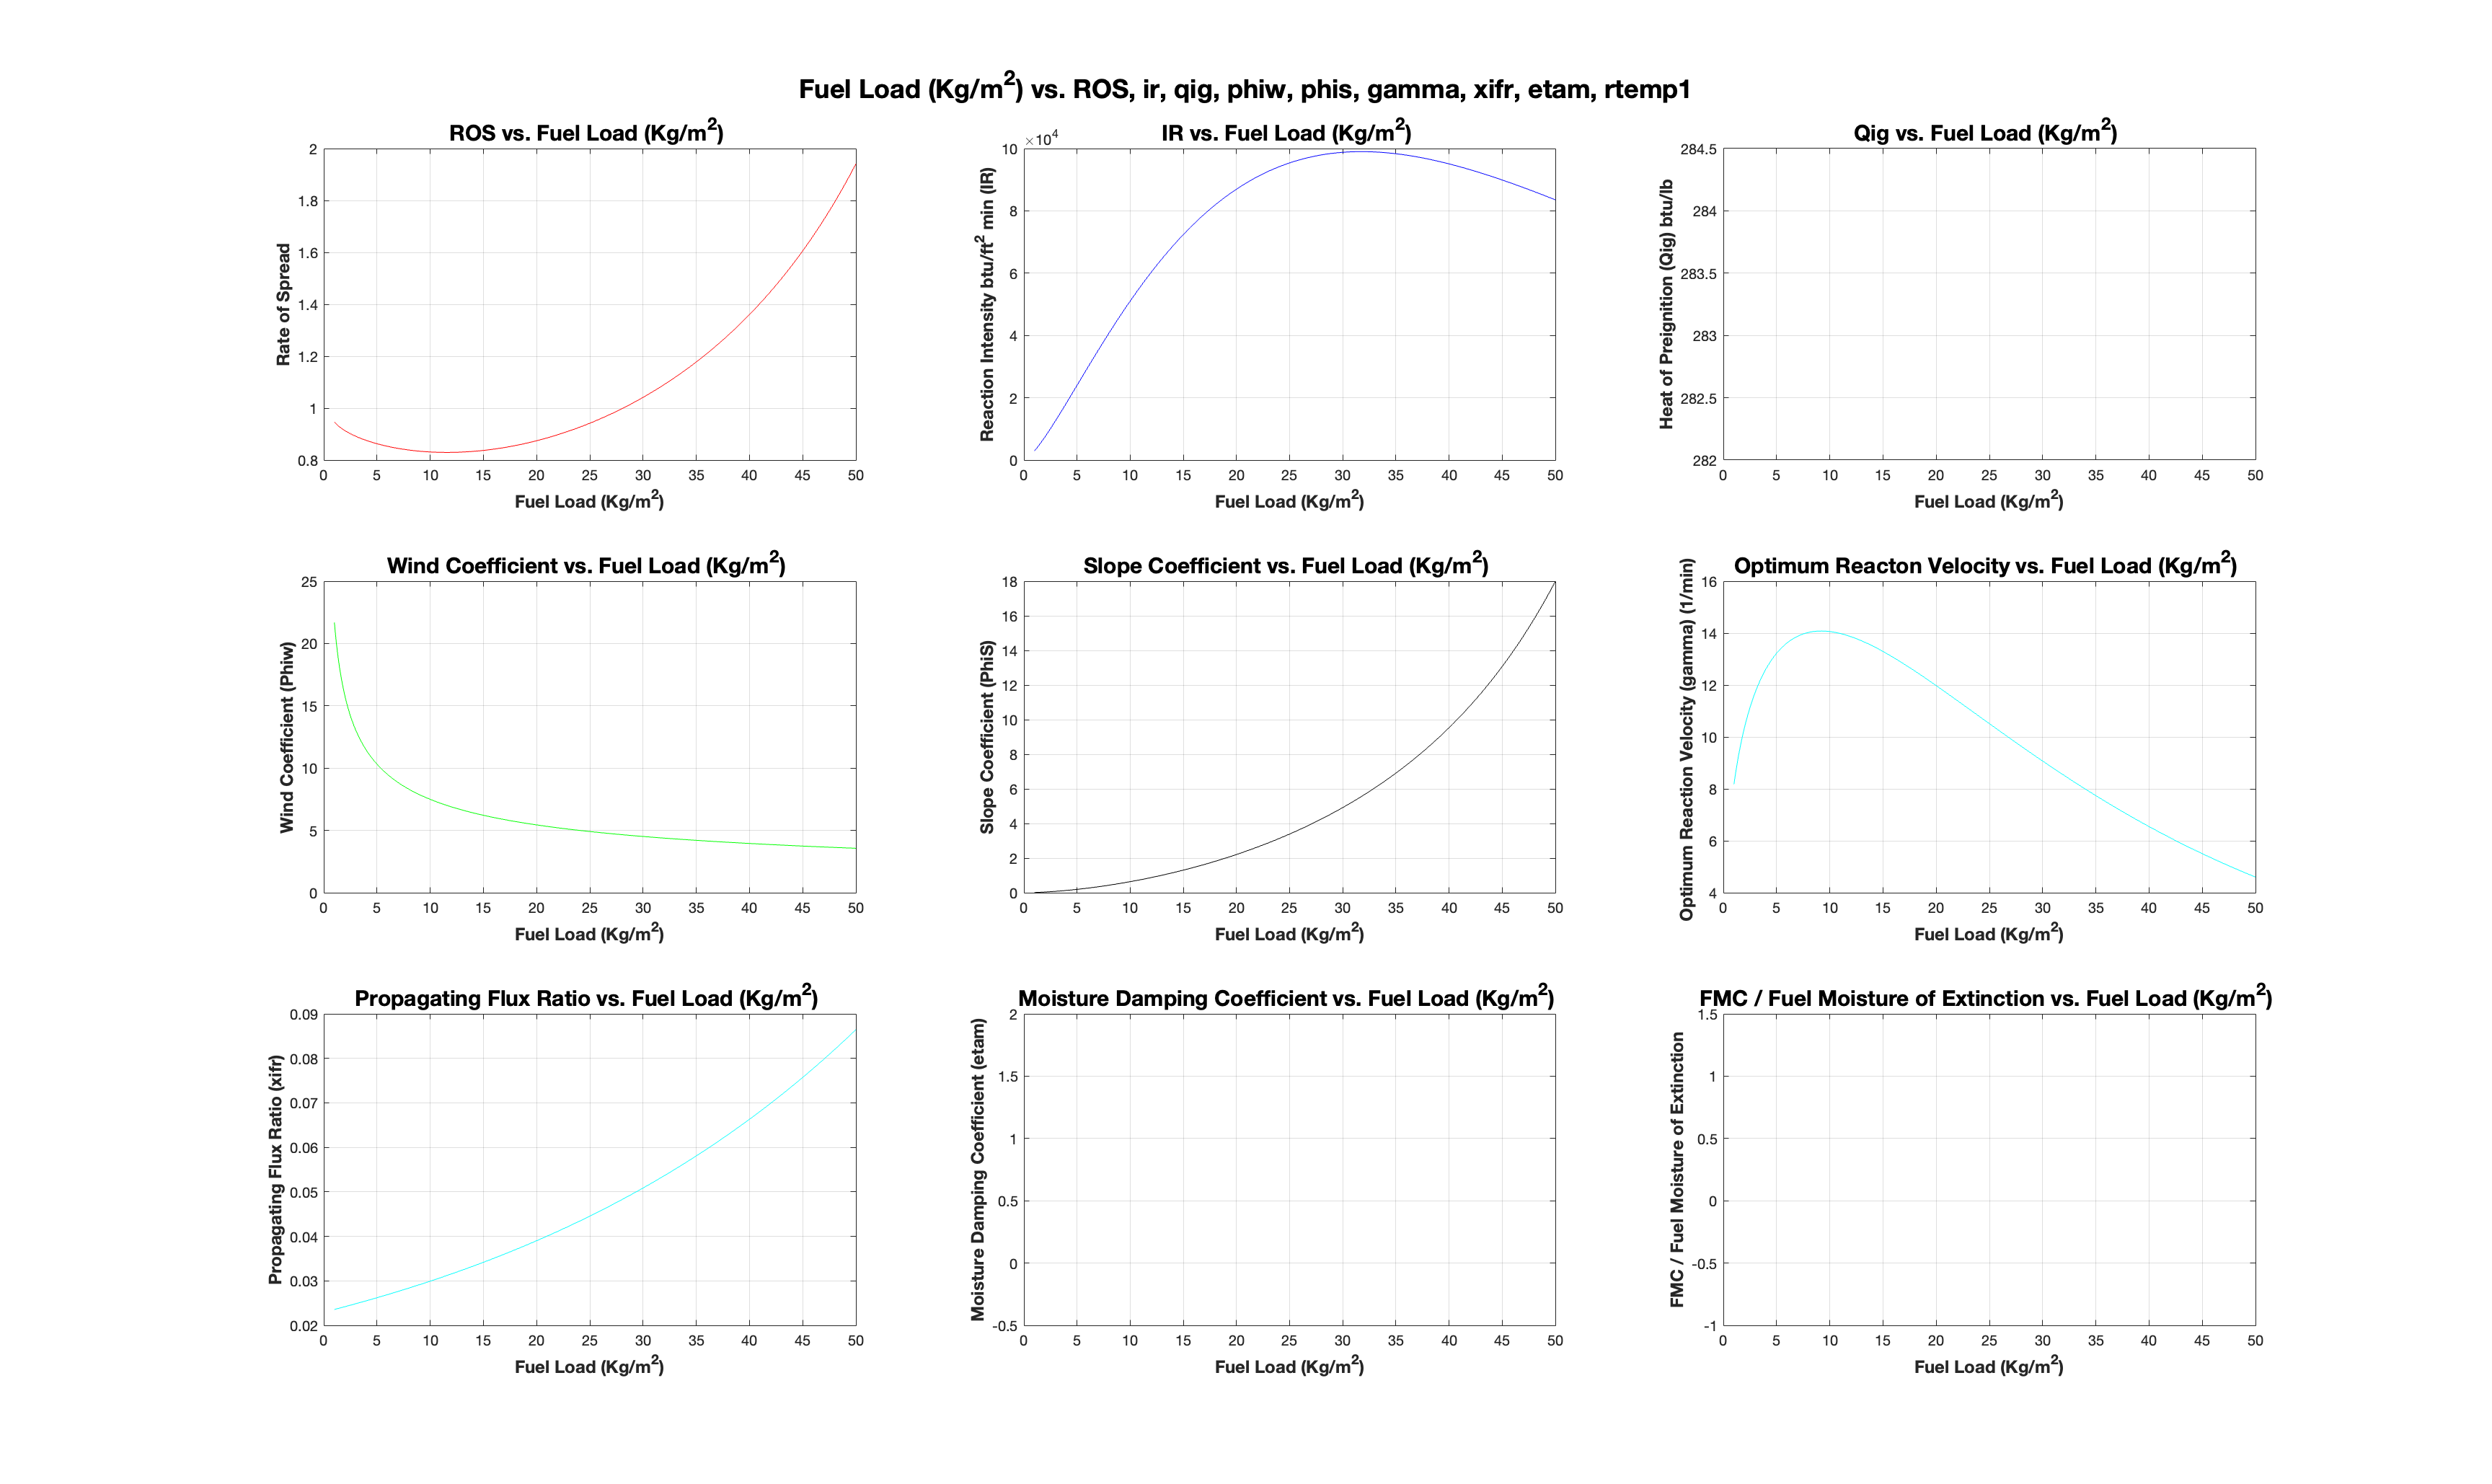 Fuel Load (Kg/m²) vs. ROS, ir, qig, phiw, phis, gamma, xifr, etam, rtemp1
ROS vs. Fuel Load (Kg/m²)
Rate of Spread
2
1.8
1.6
1.4
1.2
1
0.8
0 5 10 15 20 25 30 35 40 45 50
Fuel Load (Kg/m²)
IR vs. Fuel Load (Kg/m²)
×10⁴
Reaction Intensity btu/ft² min (IR)
10
8
6
4
2
0
0 5 10 15 20 25 30 35 40 45 50
Fuel Load (Kg/m²)
Qig vs. Fuel Load (Kg/m²)
Heat of Preignition (Qig) btu/lb
284.5
284
283.5
283
282.5
282
0 5 10 15 20 25 30 35 40 45 50
Fuel Load (Kg/m²)
Wind Coefficient vs. Fuel Load (Kg/m²)
Wind Coefficient (Phiw)
25
20
15
10
5
0
0 5 10 15 20 25 30 35 40 45 50
Fuel Load (Kg/m²)
Slope Coefficient vs. Fuel Load (Kg/m²)
Slope Coefficient (PhiS)
18
16
14
12
10
8
6
4
2
0
0 5 10 15 20 25 30 35 40 45 50
Fuel Load (Kg/m²)
Optimum Reacton Velocity vs. Fuel Load (Kg/m²)
Optimum Reaction Velocity (gamma) (1/min)
16
14
12
10
8
6
4
0 5 10 15 20 25 30 35 40 45 50
Fuel Load (Kg/m²)
Propagating Flux Ratio vs. Fuel Load (Kg/m²)
Propagating Flux Ratio (xifr)
0.09
0.08
0.07
0.06
0.05
0.04
0.03
0.02
0 5 10 15 20 25 30 35 40 45 50
Fuel Load (Kg/m²)
Moisture Damping Coefficient vs. Fuel Load (Kg/m²)
Moisture Damping Coefficient (etam)
2
1.5
1
0.5
0
-0.5
0 5 10 15 20 25 30 35 40 45 50
Fuel Load (Kg/m²)
FMC / Fuel Moisture of Extinction vs. Fuel Load (Kg/m²)
FMC / Fuel Moisture of Extinction
1.5
1
0.5
0
-0.5
-1
0 5 10 15 20 25 30 35 40 45 50
Fuel Load (Kg/m²)